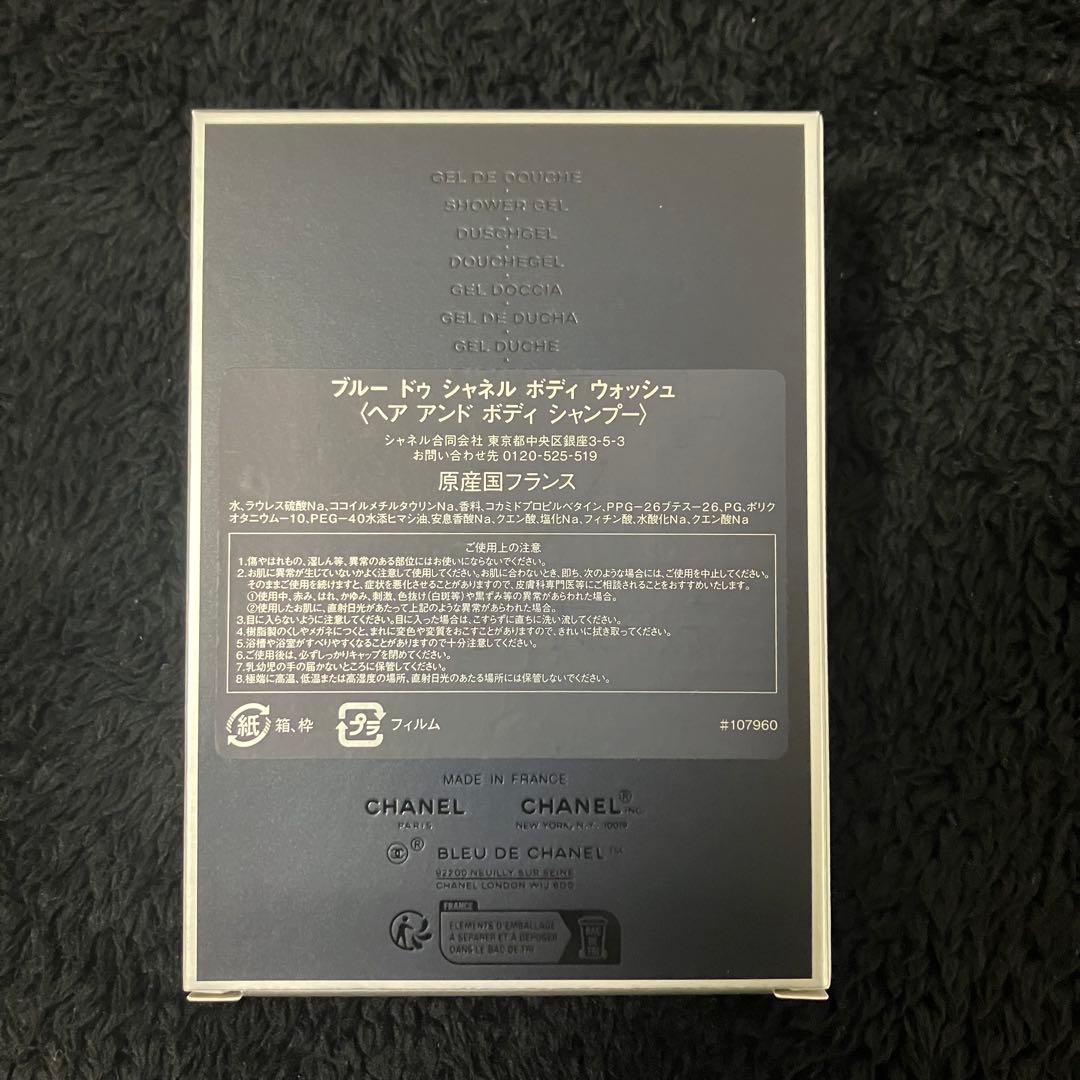 GEL DE DOUCHE
SHOWER GEL
DUSCHGEL
DOUCHEGEL
GEL DOCCIA
GEL DE DUCHA
GEL DUCHE
ブルー ドゥ シャネル ボディ ウォッシュ
〈ヘア アンド ボディ シャンプー〉
シャネル合同会社 東京都中央区銀座3-5-3
お問い合わせ先 0120-525-519
原産国フランス
水、ラウレス硫酸Na、ココイルメチルタウリンNa、香料、コカミドプロピルベタイン、PPG-26ブテス-26、PG、ポリク
オタニウム-10、PEG-40水添ヒマシ油、安息香酸Na、クエン酸、塩化Na、フィチン酸、水酸化Na、クエン酸Na
ご使用上の注意
1.傷やはれもの、湿しん等、異常のある部位にはお使いにならないでください。
2.お肌に異常が生じていないかよく注意して使用してください。お肌に合わないとき、即ち、次のような場合には、ご使用を中止してください。
そのままご使用を続けますと、症状を悪化させることがありますので、皮膚科専門医等にご相談されることをおすすめいたします。
①使用中、赤み、はれ、かゆみ、刺激、色抜け(白斑等)や黒ずみ等の異常があらわれた場合。
②使用したお肌に、直射日光があたって上記のような異常があらわれた場合。
3.目に入らないように注意してください。目に入った場合は、こすらずに直ちに洗い流してください。
4.樹脂製のくしやメガネにつくと、まれに変色や変質をおこすことがありますので、きれいに拭き取ってください。
5.浴槽や浴室がすべりやすくなることがありますので十分注意してください。
6.ご使用後は、必ずしっかりキャップを閉めてください。
7.乳幼児の手の届かないところに保管してください。
8.極端に高温、低温または高湿度の場所、直射日光のあたる場所には保管しないでください。
紙 箱、枠 プラ フィルム #107960
MADE IN FRANCE
CHANEL CHANEL® INC.
PARIS NEW YORK, N.Y. 10019
® BLEU DE CHANEL™
92200 NEUILLY SUR SEINE
CHANEL LONDON W1J 6DG
FRANCE
ÉLÉMENTS D'EMBALLAGE
À SÉPARER ET À DÉPOSER
DANS LE BAC DE TRI
BAC
DE
TRI